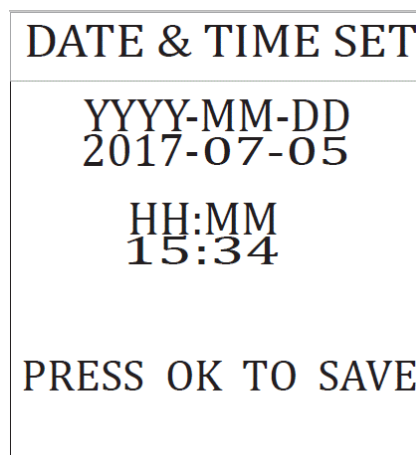 DATE & TIME SET
YYYY-MM-DD
2017-07-05
HH:MM
15:34
PRESS OK TO SAVE